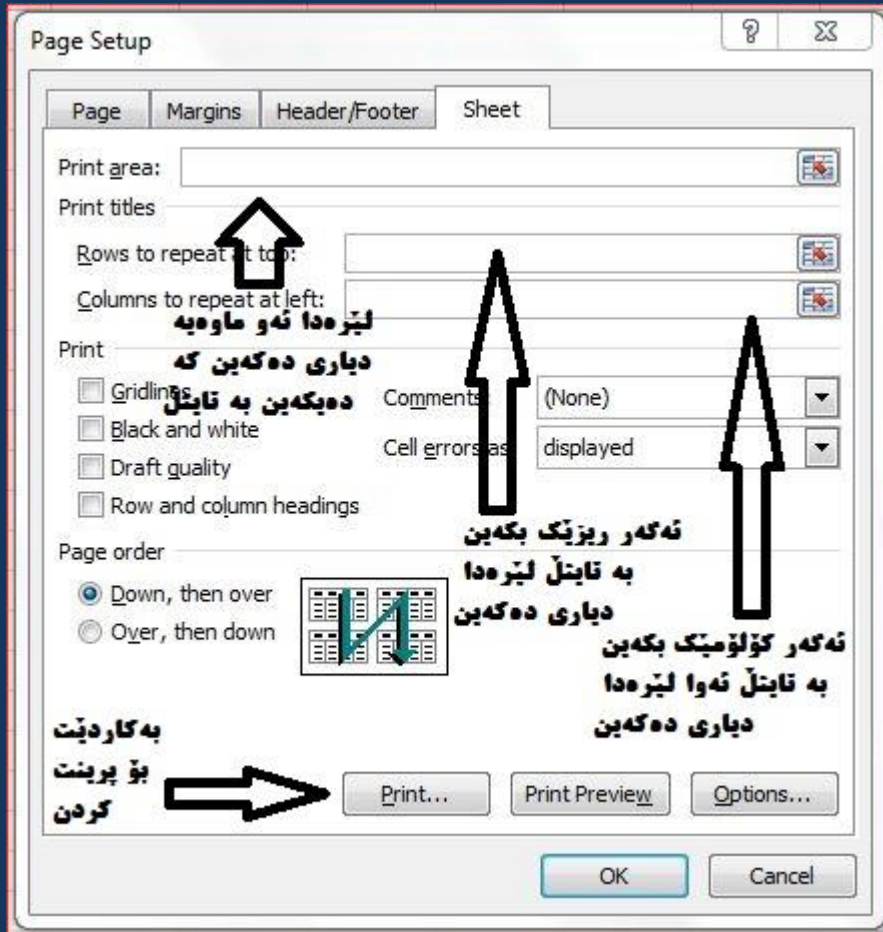 Page Setup
Page Margins Header/Footer Sheet
Print area:
Print titles
Rows to repeat at top:
Columns to repeat at left:
لێرەدا ئەو ماوەیە
دیاری دەکەین کە
دەیکەین بە تایتڵ
Print
Gridlines
Black and white
Draft quality
Row and column headings
Comments: (None)
Cell errors as: displayed
ئەگەر ریزێک بکەین
بە تایتڵ لێرەدا
دیاری دەکەین
ئەگەر کۆلۆمێک بکەین
بە تایتڵ ئەوا لێرەدا
دیاری دەکەین
Page order
Down, then over
Over, then down
بەکاردێت
بۆ پرینت
کردن
Print... Print Preview Options...
OK Cancel